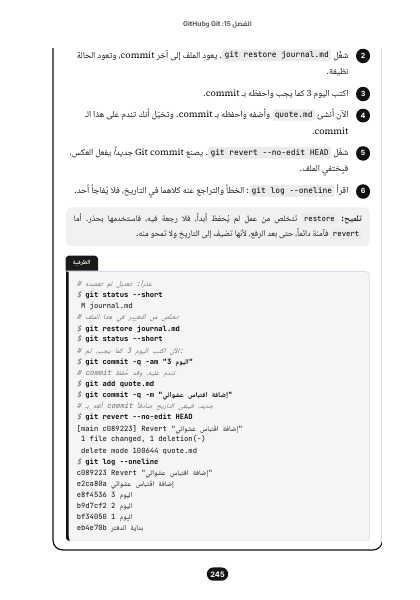 الفصل 15: Git وGitHub
2 شغّل git restore journal.md. يعود الملف إلى آخر commit، وتعود الحالة
نظيفة.
3 اكتب اليوم 3 كما يجب واحفظه بـ commit.
4 الآن أنشئ quote.md وأضفه واحفظه بـ commit. وتخيّل أنك تندم على هذا الـ
commit.
5 شغّل git revert --no-edit HEAD. يصنع Git commit جديداً يفعل العكس،
فيختفي الملف.
6 اقرأ git log --oneline: الخطأ والتراجع عنه كلاهما في التاريخ، فلا يُفاجأ أحد.
تلميح: restore تتخلص من عمل لم يُحفظ أبداً، فلا رجعة فيه، فاستخدمها بحذر. أما
revert فآمنة دائماً، حتى بعد الرفع، لأنها تضيف إلى التاريخ ولا تمحو منه.
الطرفية
# عثرة: تعديل لم تقصده
$ git status --short
 M journal.md
# تتخلّص من التغيير في هذا الملف
$ git restore journal.md
$ git status --short
# الآن اكتب اليوم 3 كما يجب، ثم:
$ git commit -q -am "اليوم 3"
# تندم عليه، وقد حُفظ commit
$ git add quote.md
$ git commit -q -m "إضافة اقتباس عشوائي"
# ألغه بـ commit جديد، فيبقى التاريخ صادقاً
$ git revert --no-edit HEAD
[main c089223] Revert "إضافة اقتباس عشوائي"
 1 file changed, 1 deletion(-)
 delete mode 100644 quote.md
$ git log --oneline
c089223 Revert "إضافة اقتباس عشوائي"
e2ca80a إضافة اقتباس عشوائي
e8f4536 اليوم 3
b9d7cf2 اليوم 2
bf34050 اليوم 1
eb4e70b بداية الدفتر
245